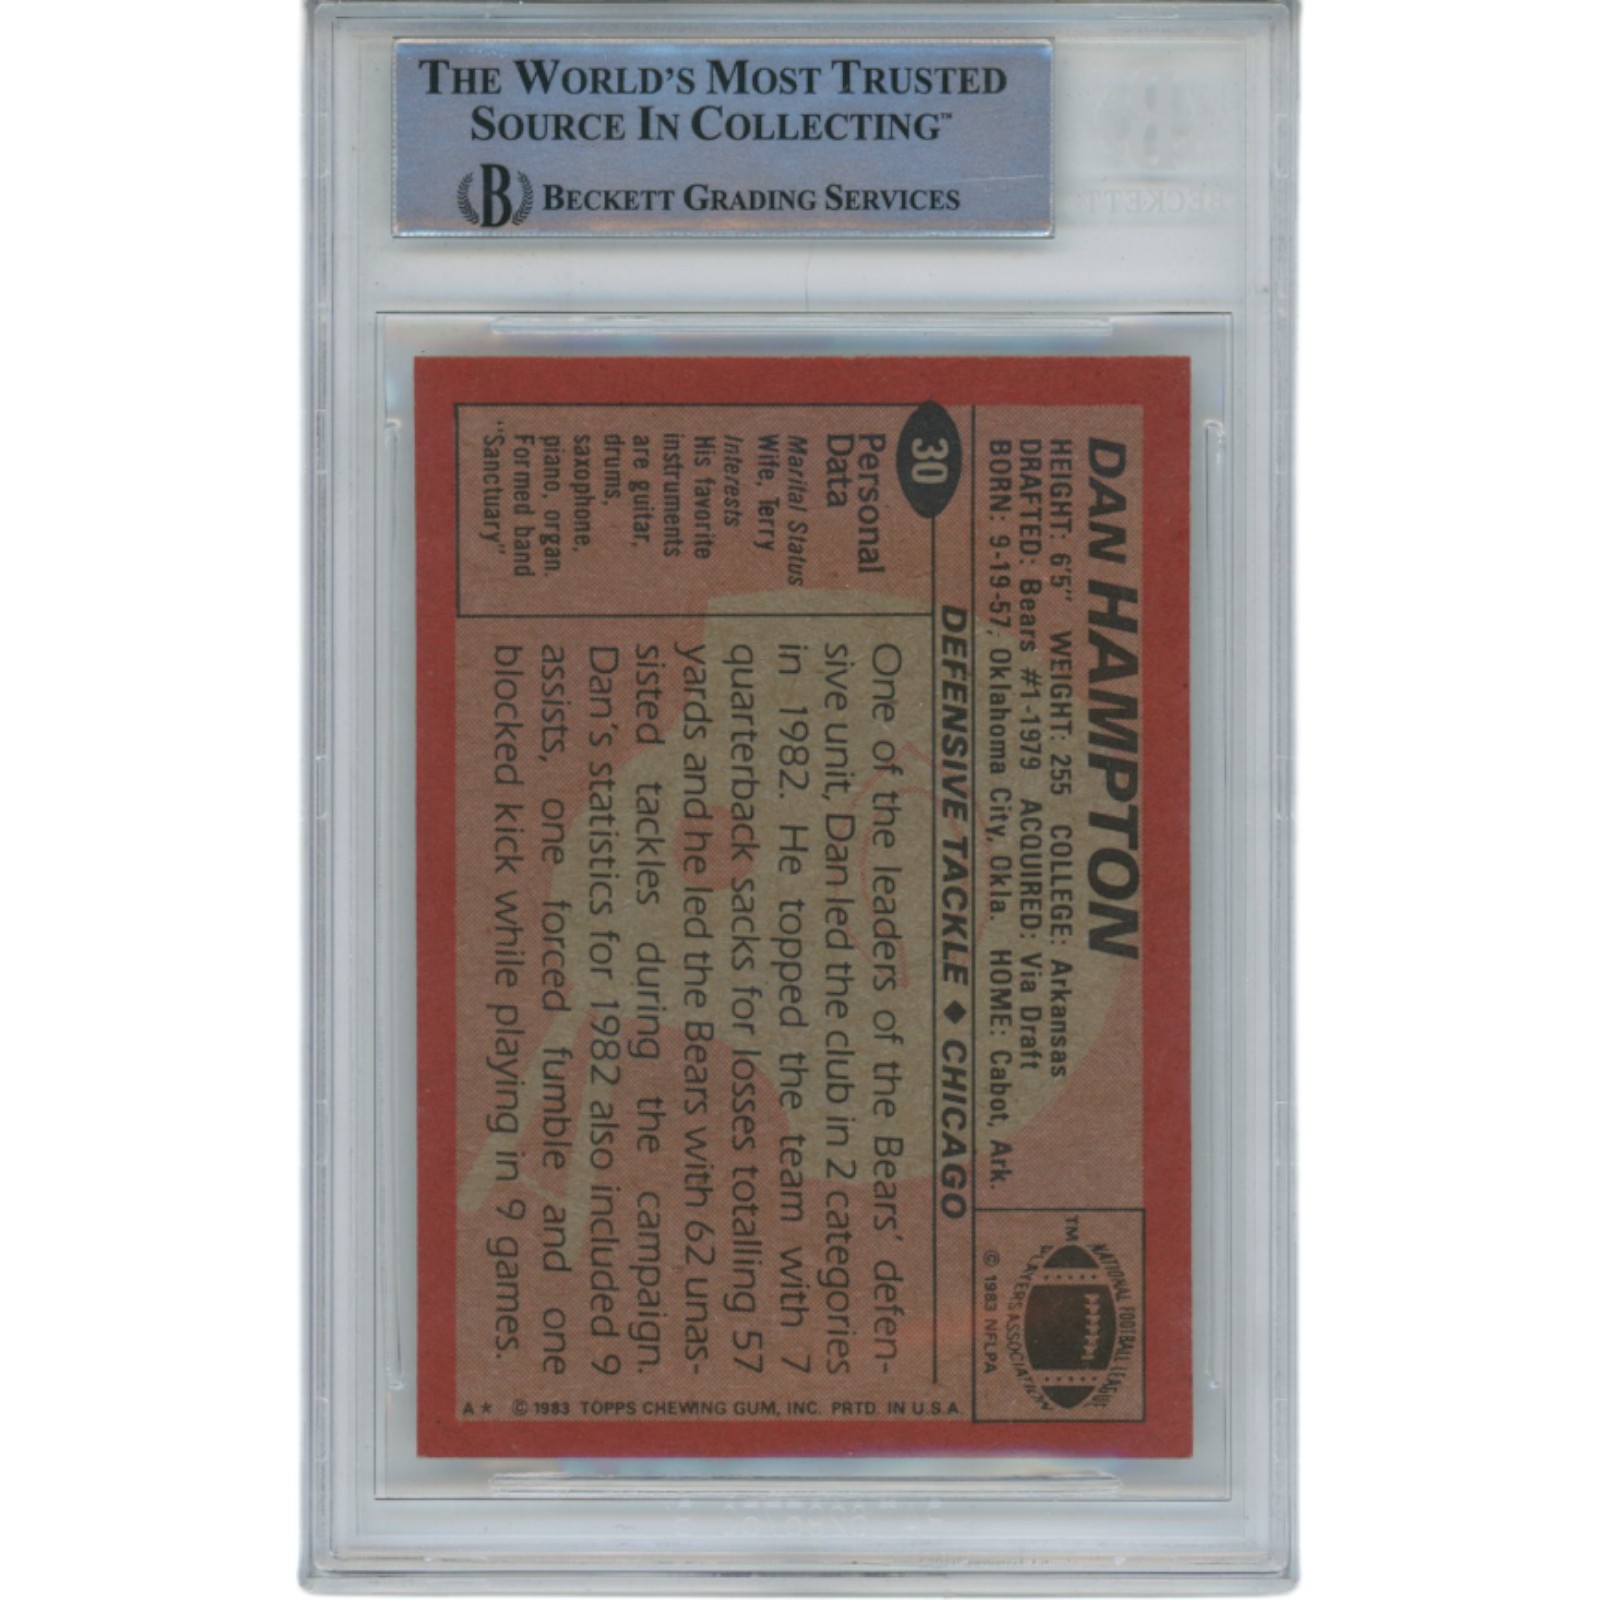 THE WORLD'S MOST TRUSTED
SOURCE IN COLLECTING™
B BECKETT GRADING SERVICES
BECKETT
DAN HAMPTON
HEIGHT: 6'5" WEIGHT: 255 COLLEGE: Arkansas
DRAFTED: Bears #1-1979 ACQUIRED: Via Draft
BORN: 9-19-57, Oklahoma City, Okla. HOME: Cabot, Ark.
TM
NATIONAL FOOTBALL LEAGUE
PLAYERS ASSOCIATION
© 1983 NFLPA
30
DEFENSIVE TACKLE ◆ CHICAGO
Personal
Data
Marital Status
Wife, Terry
Interests
His favorite
instruments
are guitar,
drums,
saxophone,
piano, organ.
Formed band
"Sanctuary"
One of the leaders of the Bears' defen-
sive unit, Dan led the club in 2 categories
in 1982. He topped the team with 7
quarterback sacks for losses totalling 57
yards and he led the Bears with 62 unas-
sisted tackles during the campaign.
Dan's statistics for 1982 also included 9
assists, one forced fumble and one
blocked kick while playing in 9 games.
A* © 1983 TOPPS CHEWING GUM, INC. PRTD. IN U.S.A.